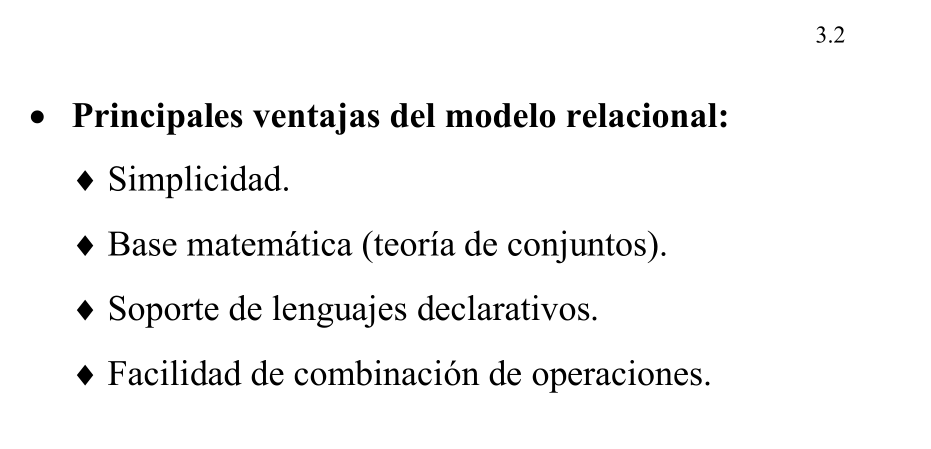 3.2
• Principales ventajas del modelo relacional:
♦ Simplicidad.
♦ Base matemática (teoría de conjuntos).
♦ Soporte de lenguajes declarativos.
♦ Facilidad de combinación de operaciones.